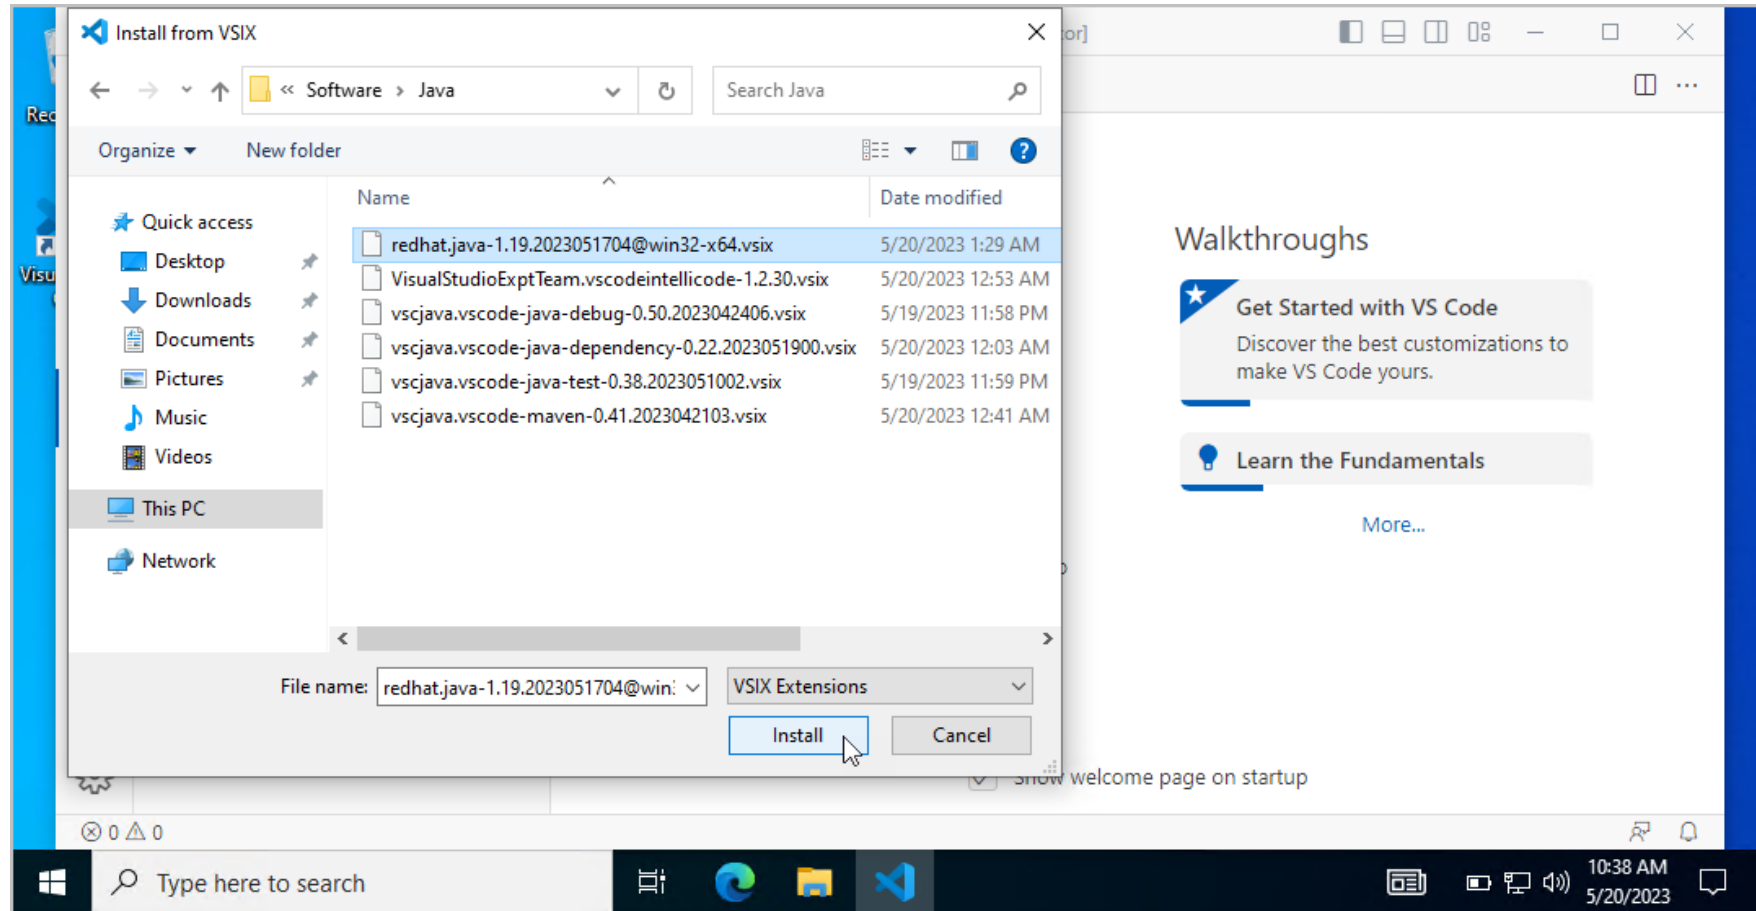 Install from VSIX
tor]
« Software › Java
Search Java
Organize
New folder
?
Name
Date modified
Quick access
Desktop
Downloads
Documents
Pictures
Music
Videos
This PC
Network
redhat.java-1.19.2023051704@win32-x64.vsix 5/20/2023 1:29 AM
VisualStudioExptTeam.vscodeintellicode-1.2.30.vsix 5/20/2023 12:53 AM
vscjava.vscode-java-debug-0.50.2023042406.vsix 5/19/2023 11:58 PM
vscjava.vscode-java-dependency-0.22.2023051900.vsix 5/20/2023 12:03 AM
vscjava.vscode-java-test-0.38.2023051002.vsix 5/19/2023 11:59 PM
vscjava.vscode-maven-0.41.2023042103.vsix 5/20/2023 12:41 AM
File name: redhat.java-1.19.2023051704@win
VSIX Extensions
Install
Cancel
Rec
Visu
Walkthroughs
Get Started with VS Code
Discover the best customizations to
make VS Code yours.
Learn the Fundamentals
More...
Show welcome page on startup
0 0
Type here to search
10:38 AM
5/20/2023